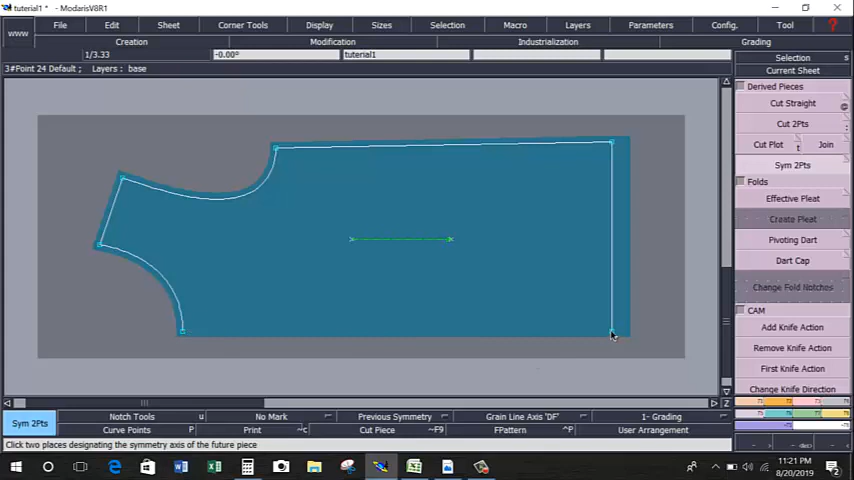 tutorial1 * - ModarisV8R1
www
File Edit Sheet Corner Tools Display Sizes Selection Macro Layers Parameters Config. Tool ?
Creation Modification Industrialization Grading
1/3.33 -0.00° tuterial1
Selection s
3#Point 24 Default ; Layers : base
Current Sheet
Derived Pieces
Cut Straight @
Cut 2Pts :
Cut Plot t Join
Sym 2Pts
Folds
Effective Pleat
Create Pleat
Pivoting Dart
Dart Cap
Change Fold Notches
CAM
Add Knife Action
Remove Knife Action
First Knife Action
Change Knife Direction
Z
Sym 2Pts
Notch Tools u No Mark Previous Symmetry Grain Line Axis 'DF' 1- Grading
Curve Points P Print ~c Cut Piece ~F9 FPattern ^P User Arrangement
Click two places designating the symmetry axis of the future piece
11:21 PM
8/20/2019
2